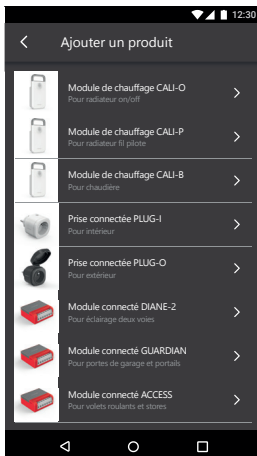 12:30
Ajouter un produit
Module de chauffage CALI-O
Pour radiateur on/off
Module de chauffage CALI-P
Pour radiateur fil pilote
Module de chauffage CALI-B
Pour chaudière
Prise connectée PLUG-I
Pour intérieur
Prise connectée PLUG-O
Pour extérieur
Module connecté DIANE-2
Pour éclairage deux voies
Module connecté GUARDIAN
Pour portes de garage et portails
Module connecté ACCESS
Pour volets roulants et stores